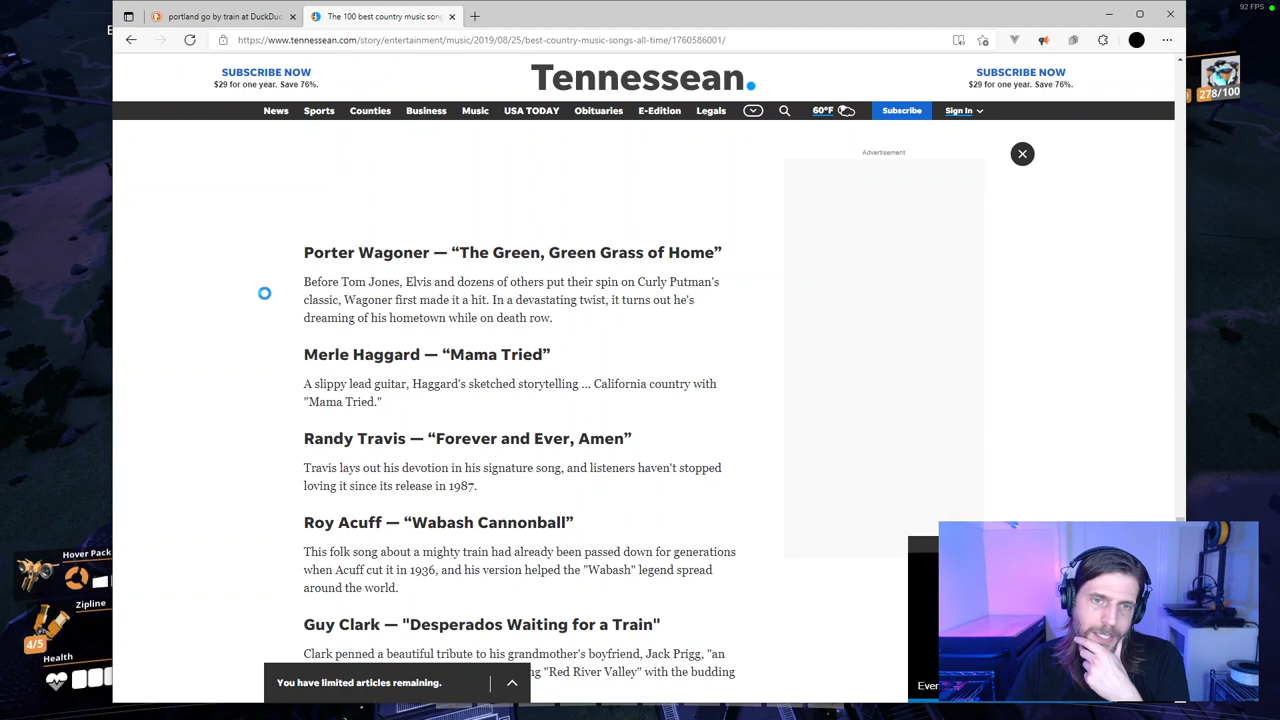 92 FPS
portland go by train at DuckDuc
The 100 best country music song
https://www.tennessean.com/story/entertainment/music/2019/08/25/best-country-music-songs-all-time/1760586001/
278/100
SUBSCRIBE NOW
$29 for one year. Save 76%.
Tennessean.
SUBSCRIBE NOW
$29 for one year. Save 76%.
News Sports Counties Business Music USA TODAY Obituaries E-Edition Legals 60°F Subscribe Sign In
Advertisement
Porter Wagoner — “The Green, Green Grass of Home”
Before Tom Jones, Elvis and dozens of others put their spin on Curly Putman's
classic, Wagoner first made it a hit. In a devastating twist, it turns out he's
dreaming of his hometown while on death row.
Merle Haggard — “Mama Tried”
A slippy lead guitar, Haggard's sketched storytelling ... California country with
"Mama Tried."
Randy Travis — “Forever and Ever, Amen”
Travis lays out his devotion in his signature song, and listeners haven't stopped
loving it since its release in 1987.
Roy Acuff — “Wabash Cannonball”
This folk song about a mighty train had already been passed down for generations
when Acuff cut it in 1936, and his version helped the "Wabash" legend spread
around the world.
Guy Clark — "Desperados Waiting for a Train"
Clark penned a beautiful tribute to his grandmother's boyfriend, Jack Prigg, "an
ng "Red River Valley" with the budding
You have limited articles remaining.
Hover Pack
Zipline
4/5
Health
Ever